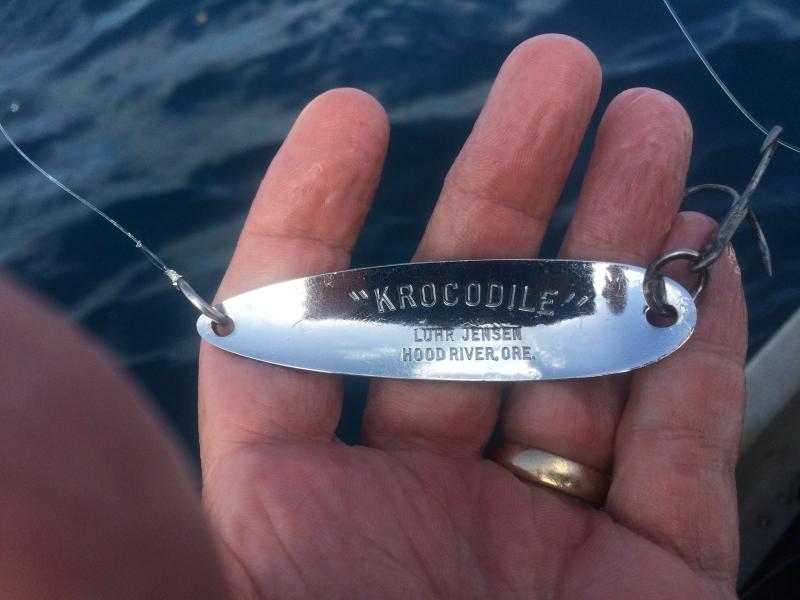 "KROCODILE"
LUHR JENSEN
HOOD RIVER, ORE.